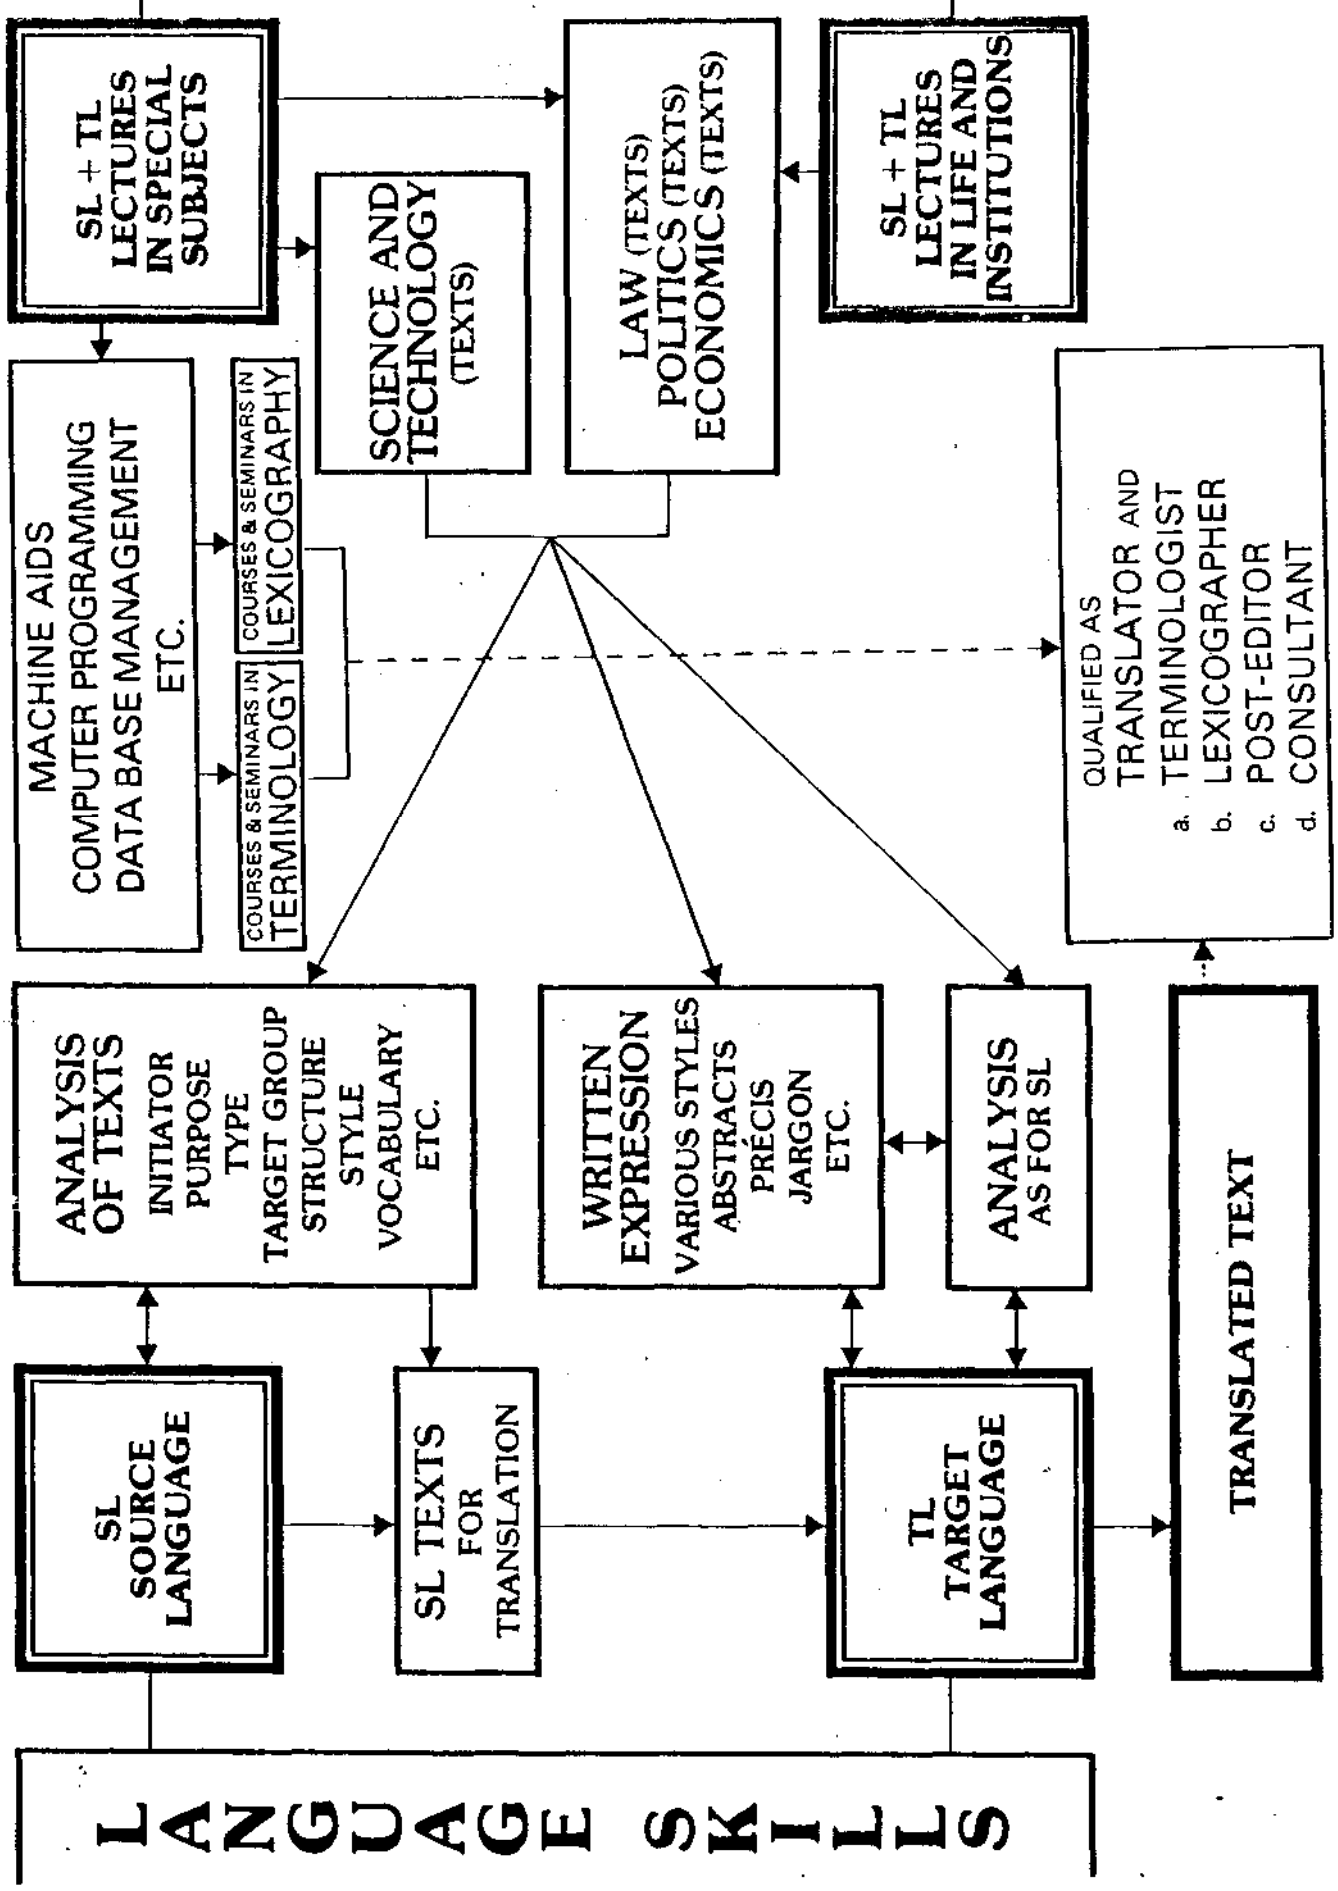 LANGUAGE SKILLS
SL
SOURCE
LANGUAGE
SL TEXTS
FOR
TRANSLATION
TL
TARGET
LANGUAGE
TRANSLATED TEXT
ANALYSIS
OF TEXTS
INITIATOR
PURPOSE
TYPE
TARGET GROUP
STRUCTURE
STYLE
VOCABULARY
ETC.
WRITTEN
EXPRESSION
VARIOUS STYLES
ABSTRACTS
PRÉCIS
JARGON
ETC.
ANALYSIS
AS FOR SL
MACHINE AIDS
COMPUTER PROGRAMMING
DATA BASE MANAGEMENT
ETC.
COURSES & SEMINARS IN
TERMINOLOGY
COURSES & SEMINARS IN
LEXICOGRAPHY
QUALIFIED AS
TRANSLATOR AND
a. TERMINOLOGIST
b. LEXICOGRAPHER
c. POST-EDITOR
d. CONSULTANT
SCIENCE AND
TECHNOLOGY
(TEXTS)
LAW (TEXTS)
POLITICS (TEXTS)
ECONOMICS (TEXTS)
SL + TL
LECTURES
IN SPECIAL
SUBJECTS
SL + TL
LECTURES
IN LIFE AND
INSTITUTIONS